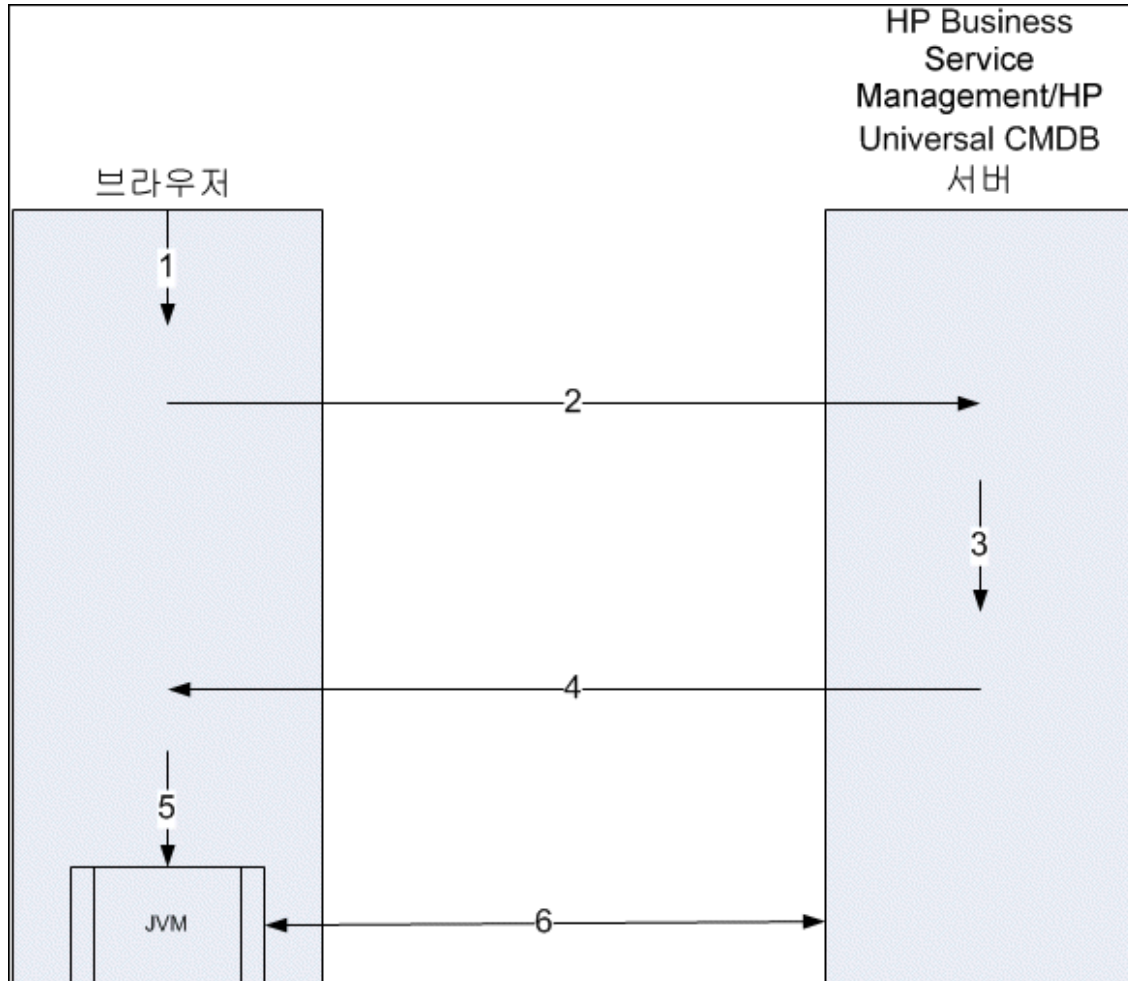 HP Business
Service
Management/HP
Universal CMDB
서버
브라우저
1
2
3
4
5
JVM
6